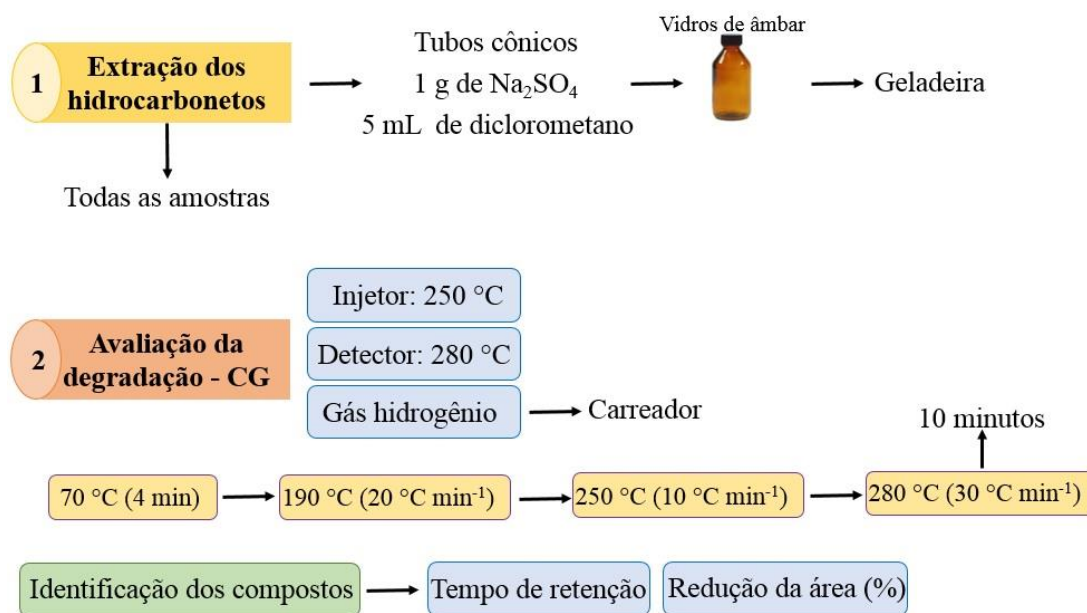 1
Extração dos
hidrocarbonetos
Tubos cônicos
1 g de Na₂SO₄
5 mL de diclorometano
Vidros de âmbar
Geladeira
Todas as amostras
2
Avaliação da
degradação - CG
Injetor: 250 °C
Detector: 280 °C
Gás hidrogênio
Carreador
10 minutos
70 °C (4 min)
190 °C (20 °C min⁻¹)
250 °C (10 °C min⁻¹)
280 °C (30 °C min⁻¹)
Identificação dos compostos
Tempo de retenção
Redução da área (%)